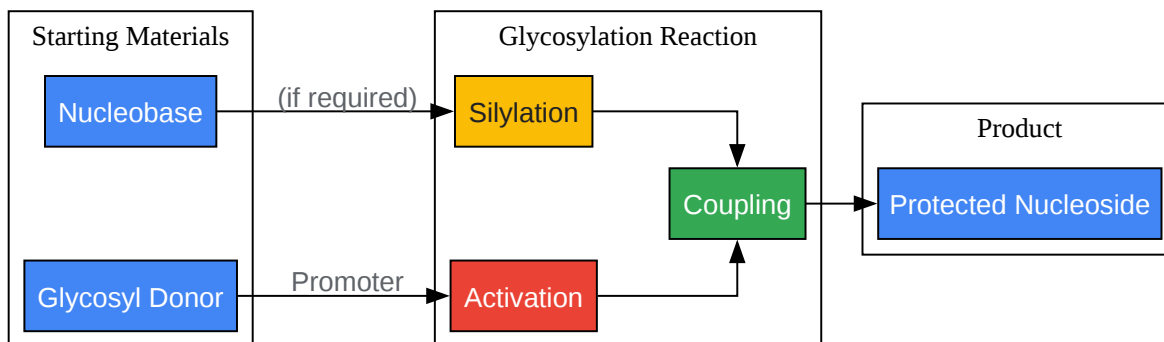 Starting Materials
Glycosylation Reaction
Nucleobase
(if required)
Silylation
Product
Coupling
Protected Nucleoside
Glycosyl Donor
Promoter
Activation